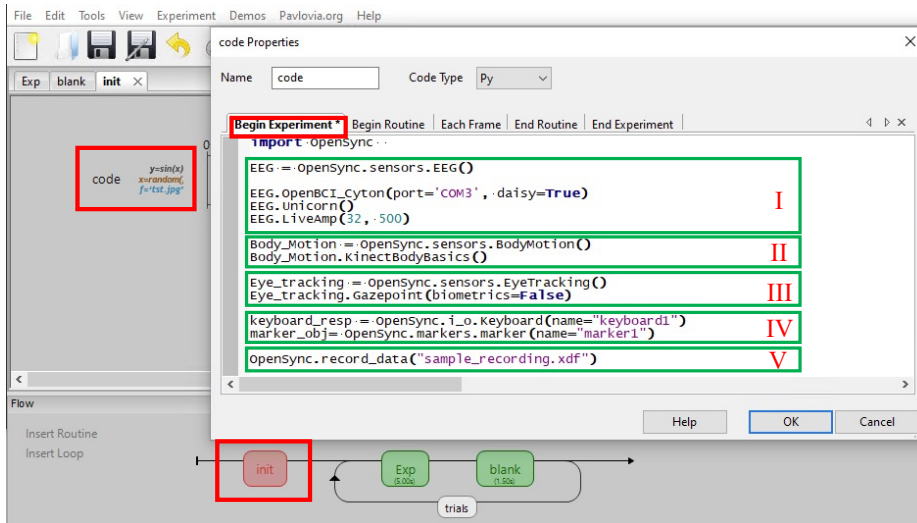 File Edit Tools View Experiment Demos Pavlovia.org Help
code Properties
Name code Code Type Py
Exp blank init
Begin Experiment * Begin Routine Each Frame End Routine End Experiment
import OpenSync
EEG = OpenSync.sensors.EEG()
EEG.OpenBCI_Cyton(port='COM3', daisy=True)
EEG.Unicorn()
EEG.LiveAmp(32, 500)
I
Body_Motion = OpenSync.sensors.BodyMotion()
Body_Motion.KinectBodyBasics()
II
Eye_tracking = OpenSync.sensors.EyeTracking()
Eye_tracking.Gazepoint(biometrics=False)
III
keyboard_resp = OpenSync.i_o.Keyboard(name="keyboard1")
marker_obj= OpenSync.markers.marker(name="marker1")
IV
OpenSync.record_data("sample_recording.xdf")
V
code
y=sin(x)
x=random(,
f='tst.jpg'
0
Help OK Cancel
Flow
Insert Routine
Insert Loop
init Exp blank
(5.00s) (1.50s)
trials